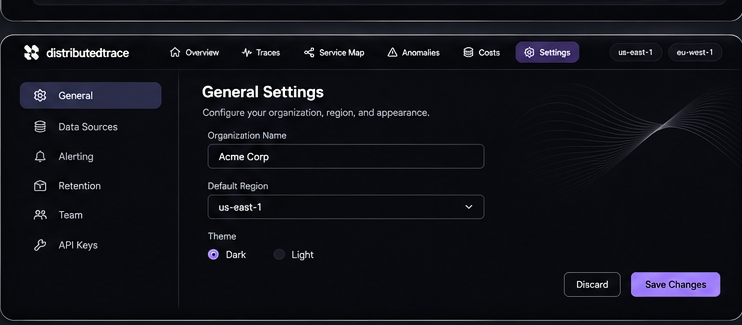 distributedtrace
Overview
Traces
Service Map
Anomalies
Costs
Settings
us-east-1
eu-west-1
General
Data Sources
Alerting
Retention
Team
API Keys
General Settings
Configure your organization, region, and appearance.
Organization Name
Acme Corp
Default Region
us-east-1
Theme
Dark
Light
Discard
Save Changes